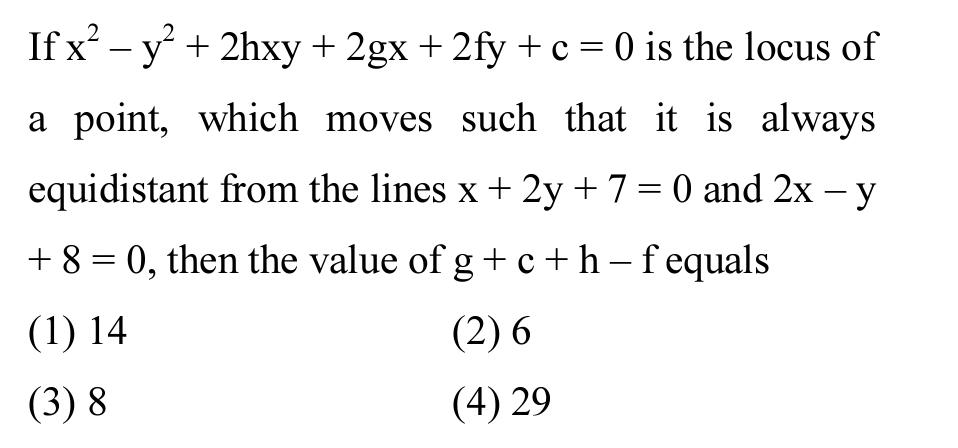 If x² – y² + 2hxy + 2gx + 2fy + c = 0 is the locus of
a point, which moves such that it is always
equidistant from the lines x + 2y + 7 = 0 and 2x – y
+ 8 = 0, then the value of g + c + h – f equals
(1) 14 (2) 6
(3) 8 (4) 29